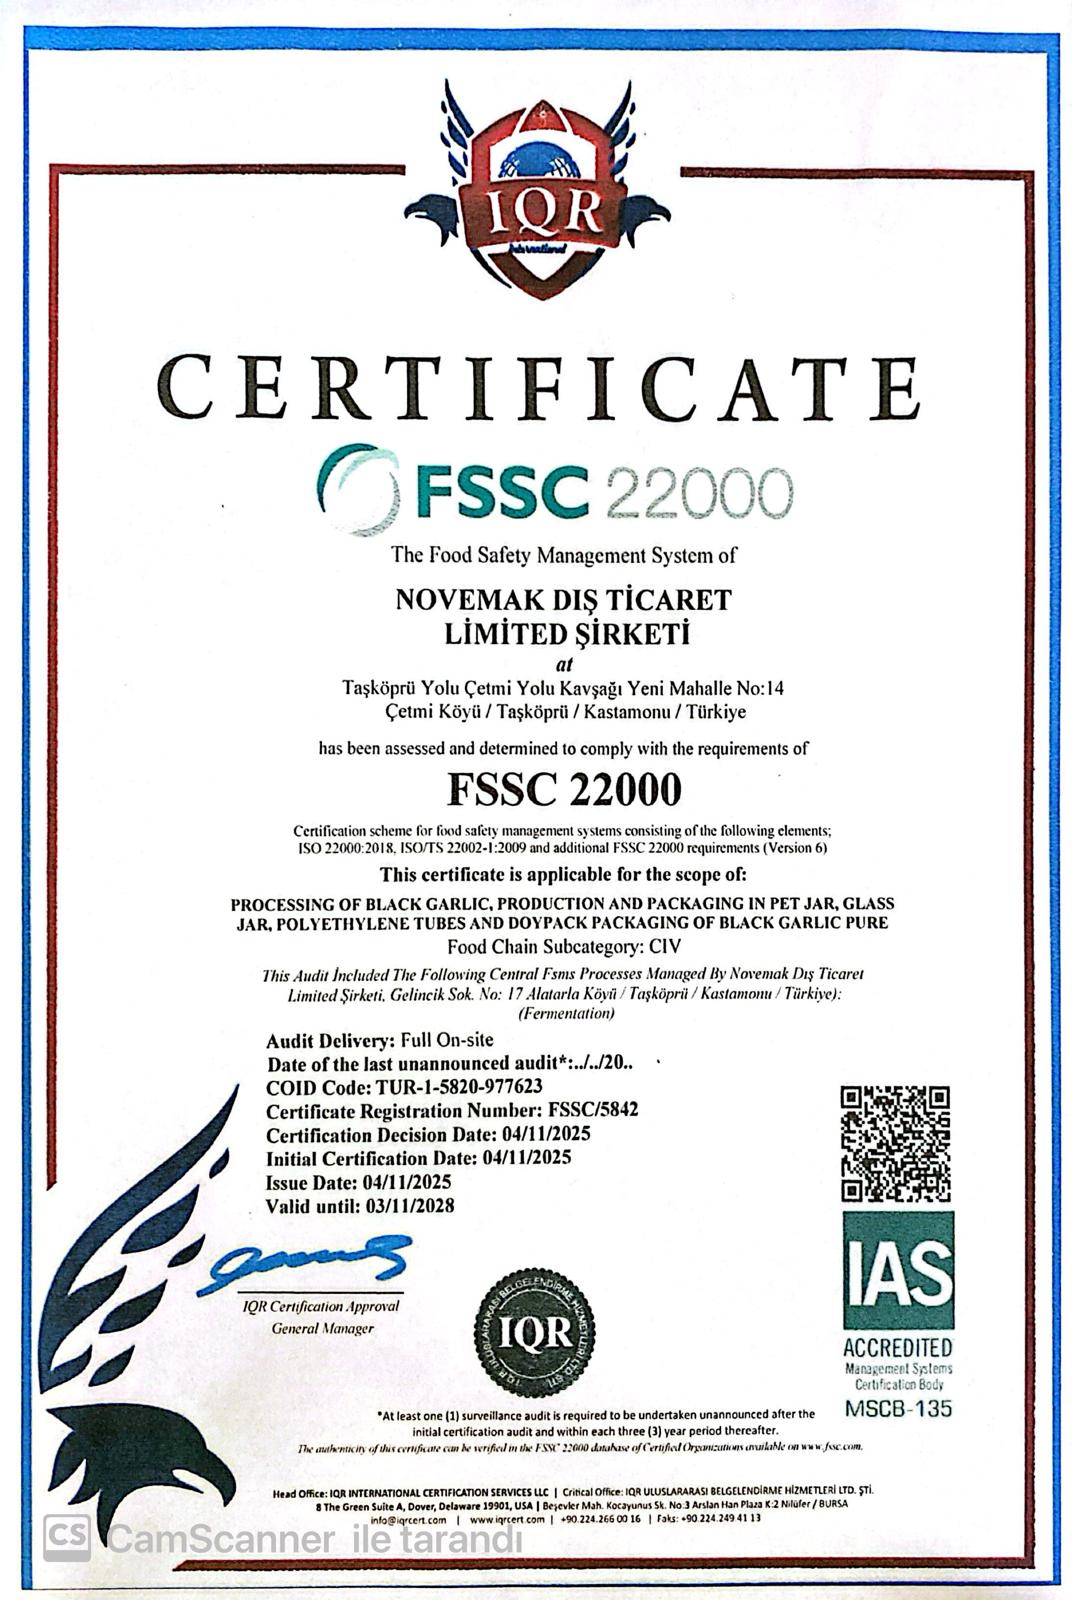 IQR
International
CERTIFICATE
FSSC 22000
The Food Safety Management System of
NOVEMAK DIŞ TİCARET
LİMİTED ŞİRKETİ
at
Taşköprü Yolu Çetmi Yolu Kavşağı Yeni Mahalle No:14
Çetmi Köyü / Taşköprü / Kastamonu / Türkiye
has been assessed and determined to comply with the requirements of
FSSC 22000
Certification scheme for food safety management systems consisting of the following elements;
ISO 22000:2018, ISO/TS 22002-1:2009 and additional FSSC 22000 requirements (Version 6)
This certificate is applicable for the scope of:
PROCESSING OF BLACK GARLIC, PRODUCTION AND PACKAGING IN PET JAR, GLASS
JAR, POLYETHYLENE TUBES AND DOYPACK PACKAGING OF BLACK GARLIC PURE
Food Chain Subcategory: CIV
This Audit İncluded The Following Central Fsms Processes Managed By Novemak Dış Ticaret
Limited Şirketi, Gelincik Sok. No: 17 Alatarla Köyü / Taşköprü / Kastamonu / Türkiye):
(Fermentation)
Audit Delivery: Full On-site
Date of the last unannounced audit*:../../20..
COID Code: TUR-1-5820-977623
Certificate Registration Number: FSSC/5842
Certification Decision Date: 04/11/2025
Initial Certification Date: 04/11/2025
Issue Date: 04/11/2025
Valid until: 03/11/2028
IQR Certification Approval
General Manager
IQR ULUSLARARASI BELGELENDİRME HİZMETLERİ LTD. ŞTİ.
IQR
IAS
ACCREDITED
Management Systems
Certification Body
MSCB-135
*At least one (1) surveillance audit is required to be undertaken unannounced after the
initial certification audit and within each three (3) year period thereafter.
The authenticity of this certificate can be verified in the FSSC 22000 database of Certified Organizations available on www.fssc.com.
Head Office: IQR INTERNATIONAL CERTIFICATION SERVICES LLC | Critical Office: IQR ULUSLARARASI BELGELENDİRME HİZMETLERİ LTD. ŞTİ.
8 The Green Suite A, Dover, Delaware 19901, USA | Beşevler Mah. Kocayunus Sk. No:3 Arslan Han Plaza K:2 Nilüfer / BURSA
info@iqrcert.com | www.iqrcert.com | +90.224.266 00 16 | Faks: +90.224.249 41 13
CS CamScanner ile tarandı